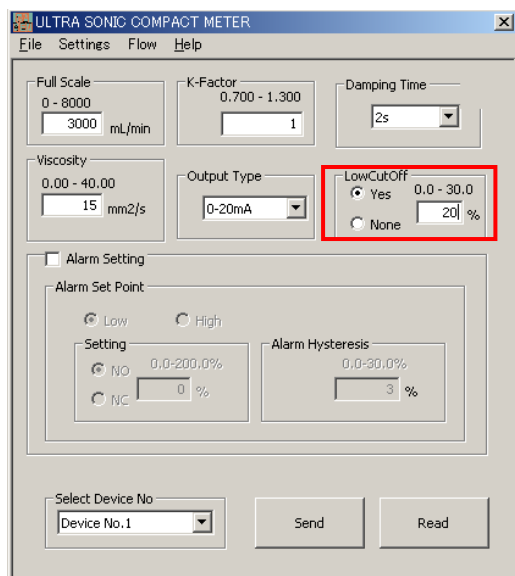 ULTRA SONIC COMPACT METER
File Settings Flow Help
Full Scale
0 - 8000
3000 mL/min
K-Factor
0.700 - 1.300
1
Damping Time
2s
Viscosity
0.00 - 40.00
15 mm2/s
Output Type
0-20mA
LowCutOff
Yes 0.0 - 30.0
20 %
None
Alarm Setting
Alarm Set Point
Low High
Setting
NO 0,0-200,0%
0 %
NC
Alarm Hysteresis
0,0-30,0%
3 %
Select Device No
Device No.1
Send
Read